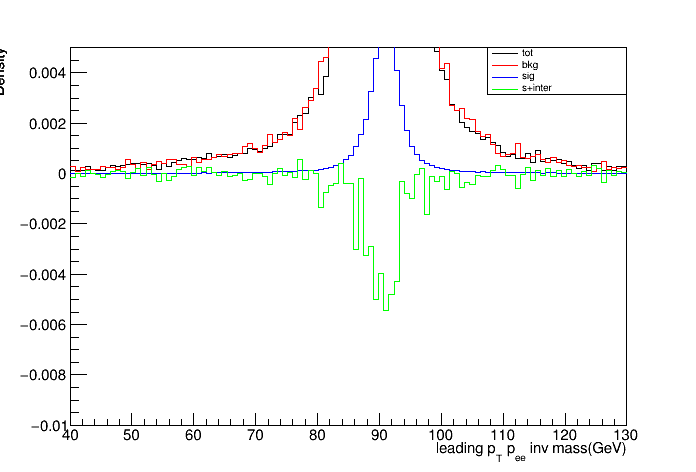 Density
tot
bkg
sig
s+inter
0.004
0.002
0
−0.002
−0.004
−0.006
−0.008
−0.01
40 50 60 70 80 90 100 110 120 130
leading p_T p_ee inv mass(GeV)